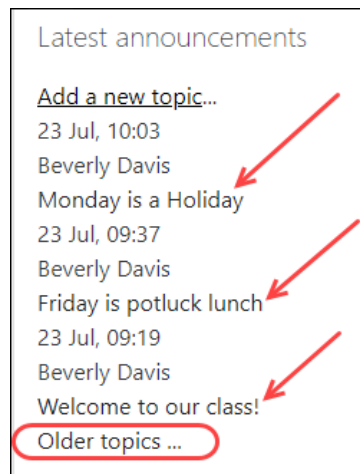 Latest announcements
Add a new topic...
23 Jul, 10:03
Beverly Davis
Monday is a Holiday
23 Jul, 09:37
Beverly Davis
Friday is potluck lunch
23 Jul, 09:19
Beverly Davis
Welcome to our class!
Older topics ...